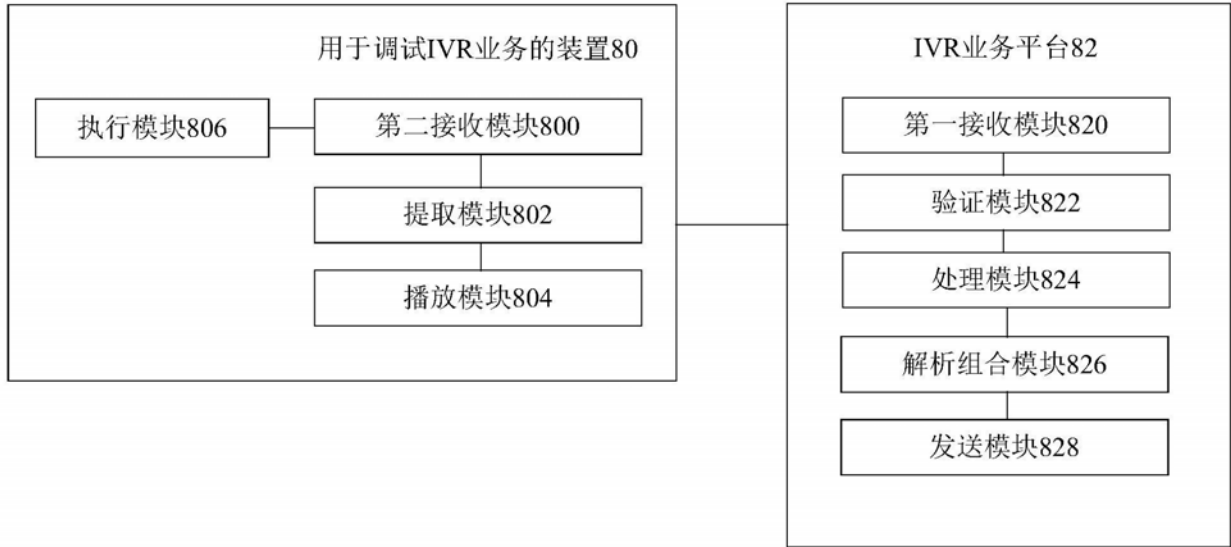 用于调试IVR业务的装置80
执行模块806
第二接收模块800
提取模块802
播放模块804
IVR业务平台82
第一接收模块820
验证模块822
处理模块824
解析组合模块826
发送模块828